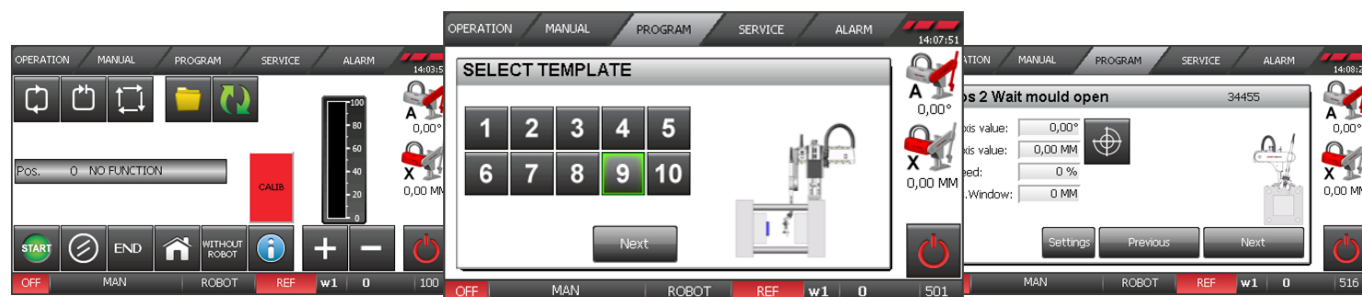 OPERATION MANUAL PROGRAM SERVICE ALARM
14:03:5
A
0,00°
100
80
60
40
20
0
Pos. 0 NO FUNCTION
CALIB
X
0,00 MM
START END WITHOUT ROBOT + −
OFF MAN ROBOT REF w1 0 100
OPERATION MANUAL PROGRAM SERVICE ALARM
14:07:51
SELECT TEMPLATE
A
0,00°
1 2 3 4 5
6 7 8 9 10
X
0,00 MM
Next
OFF MAN ROBOT REF w1 0 501
ATION MANUAL PROGRAM SERVICE ALARM
14:08:2
os 2 Wait mould open 34455
A
0,00°
xis value: 0,00°
xis value: 0,00 MM
eed: 0 %
.Window: 0 MM
X
0,00 MM
Settings Previous Next
MAN ROBOT REF w1 0 516